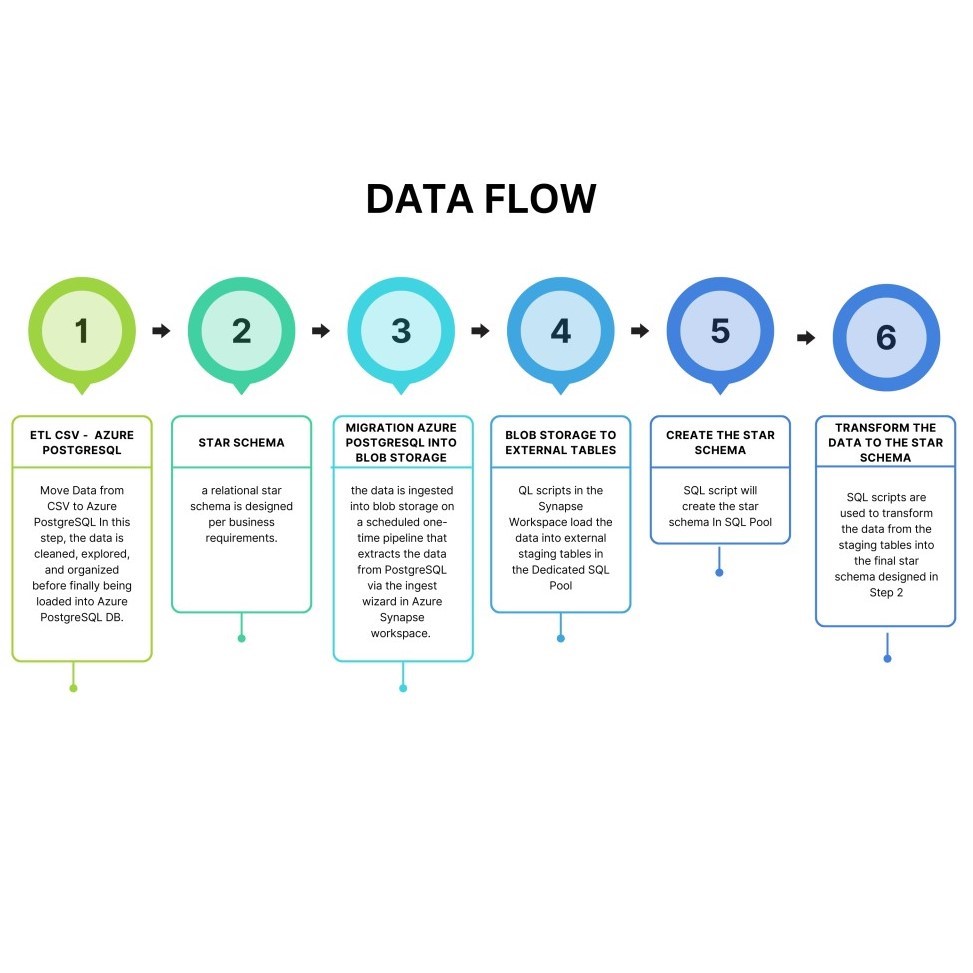 DATA FLOW
1
2
3
4
5
6
ETL CSV - AZURE
POSTGRESQL
Move Data from
CSV to Azure
PostgreSQL In this
step, the data is
cleaned, explored,
and organized
before finally being
loaded into Azure
PostgreSQL DB.
STAR SCHEMA
a relational star
schema is designed
per business
requirements.
MIGRATION AZURE
POSTGRESQL INTO
BLOB STORAGE
the data is ingested
into blob storage on
a scheduled one-
time pipeline that
extracts the data
from PostgreSQL
via the ingest
wizard in Azure
Synapse
workspace.
BLOB STORAGE TO
EXTERNAL TABLES
QL scripts in the
Synapse
Workspace load the
data into external
staging tables in
the Dedicated SQL
Pool
CREATE THE STAR
SCHEMA
SQL script will
create the star
schema In SQL Pool
TRANSFORM THE
DATA TO THE STAR
SCHEMA
SQL scripts are
used to transform
the data from the
staging tables into
the final star
schema designed in
Step 2